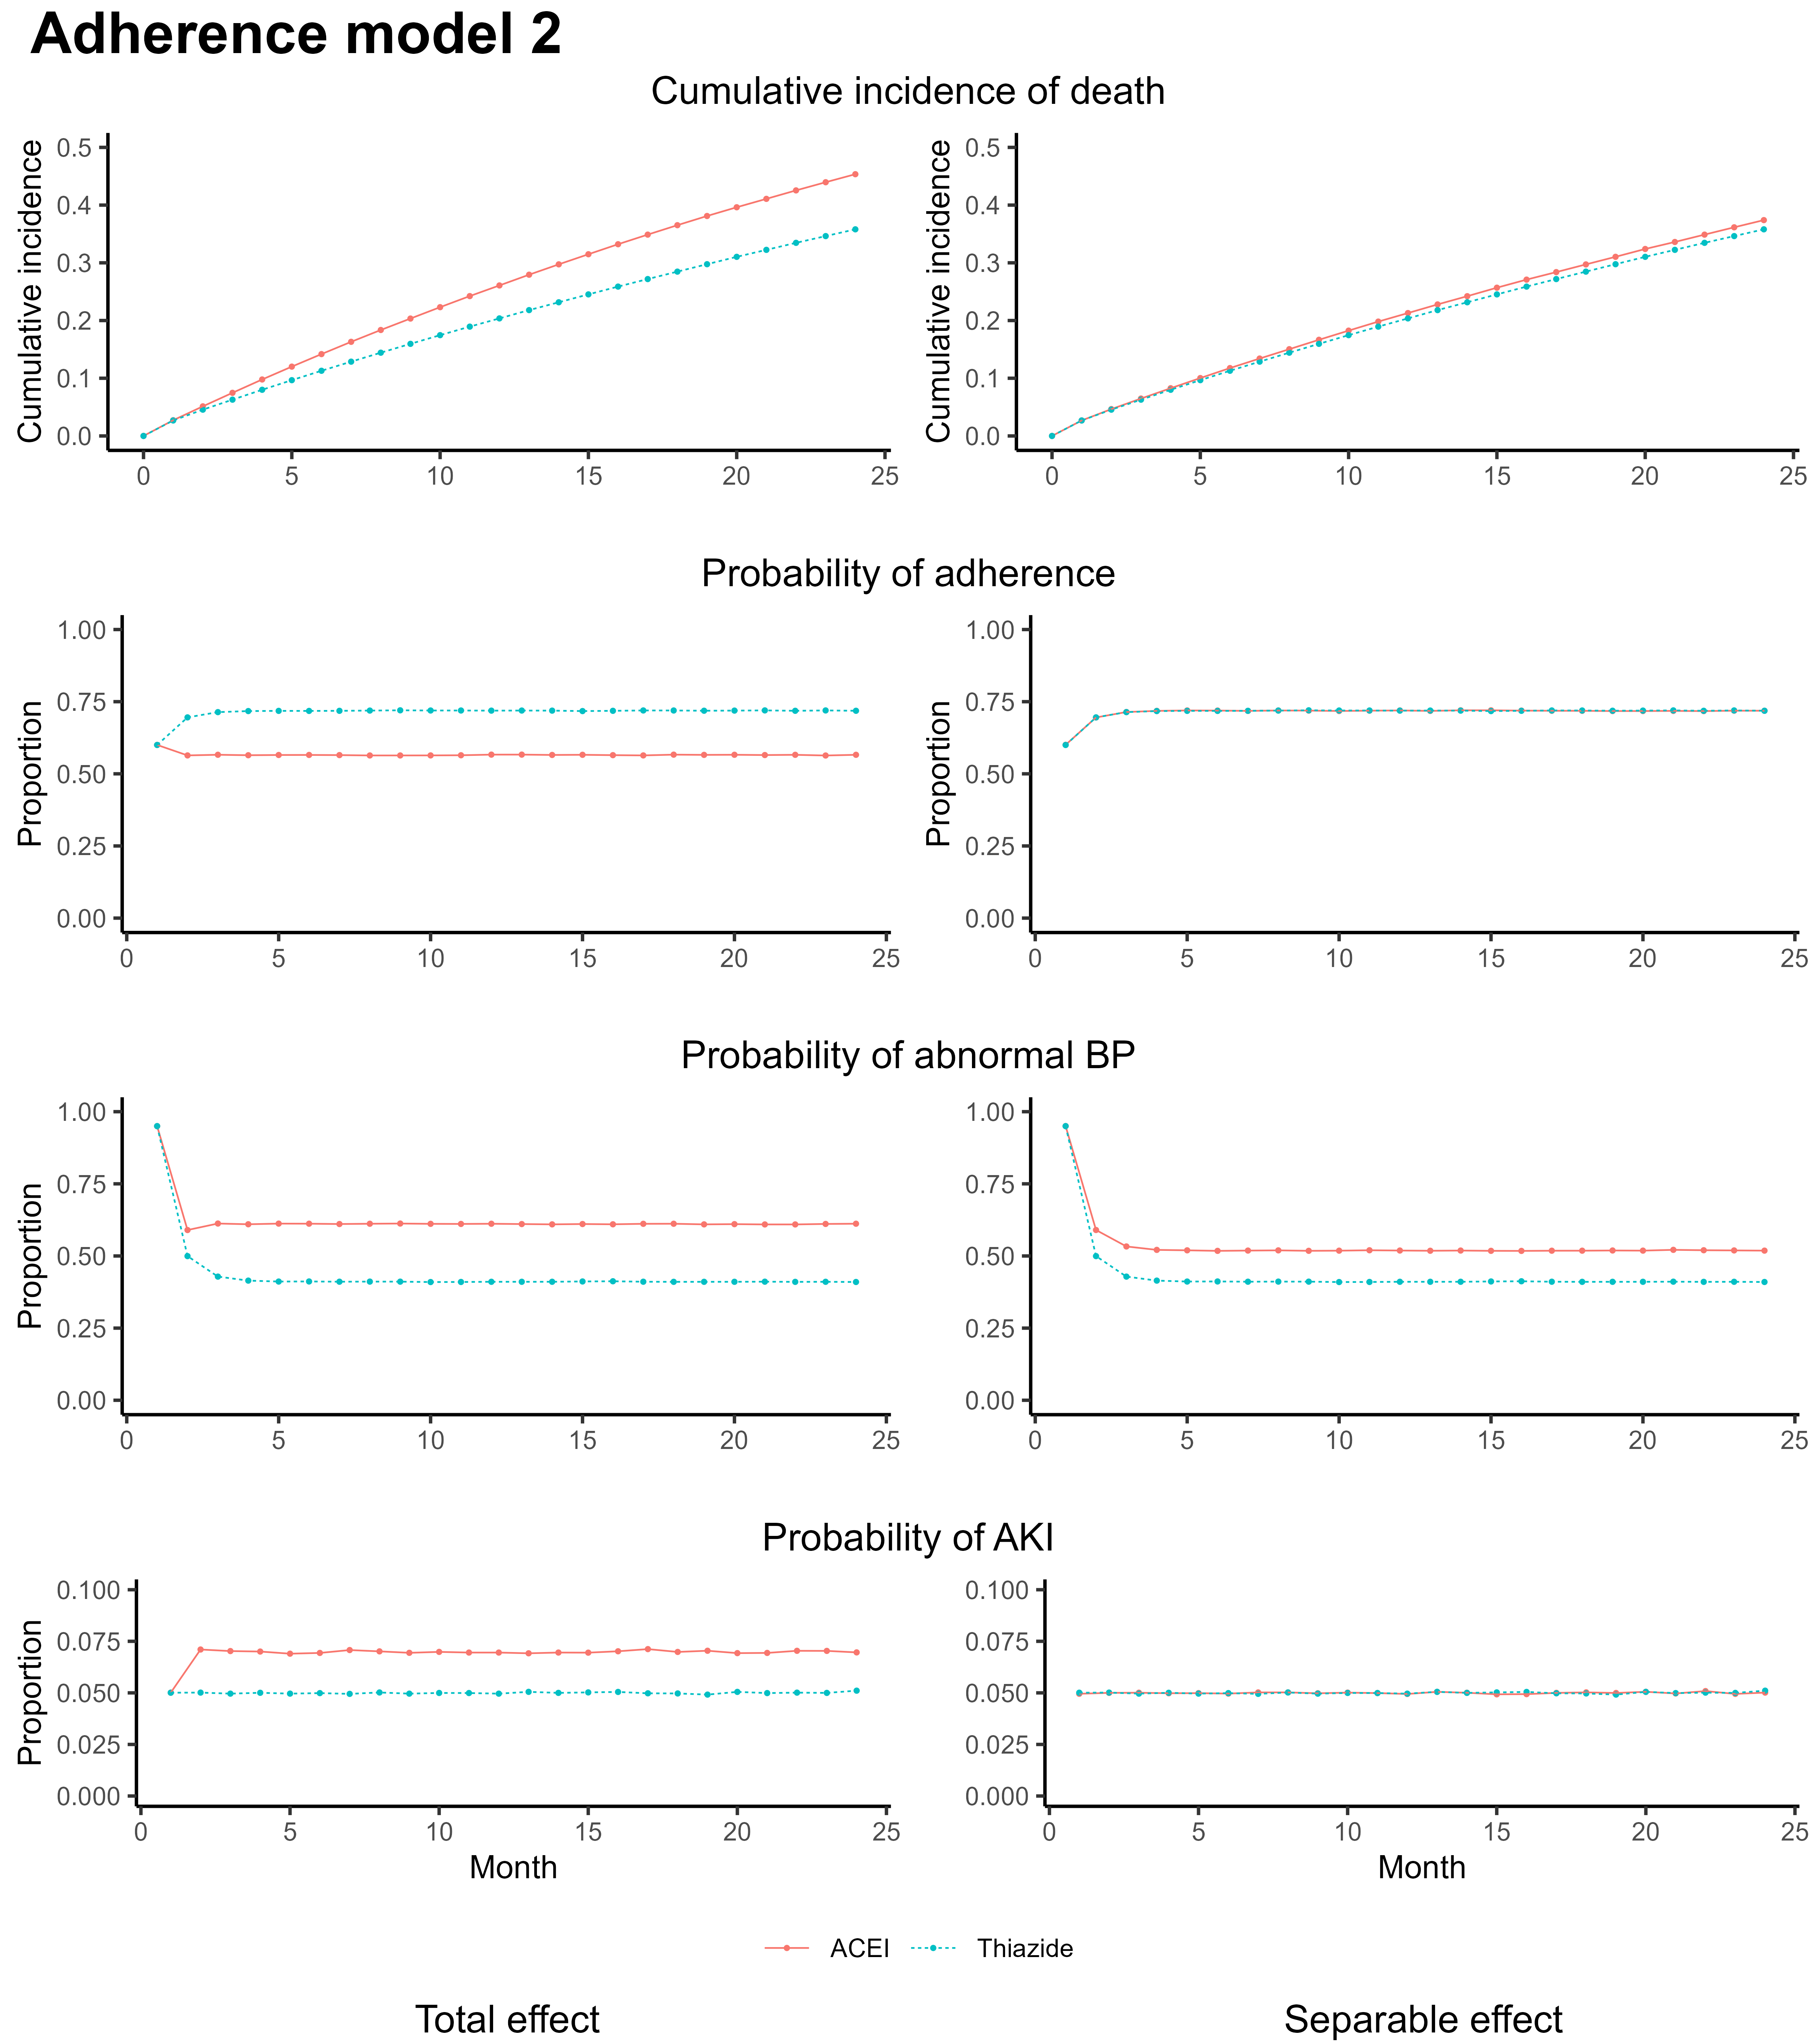 Adherence model 2
Cumulative incidence of death
Cumulative incidence
0.5
0.4
0.3
0.2
0.1
0.0
0 5 10 15 20 25
Cumulative incidence
0.5
0.4
0.3
0.2
0.1
0.0
0 5 10 15 20 25
Probability of adherence
Proportion
1.00
0.75
0.50
0.25
0.00
0 5 10 15 20 25
Proportion
1.00
0.75
0.50
0.25
0.00
0 5 10 15 20 25
Probability of abnormal BP
Proportion
1.00
0.75
0.50
0.25
0.00
0 5 10 15 20 25
1.00
0.75
0.50
0.25
0.00
0 5 10 15 20 25
Probability of AKI
Proportion
0.100
0.075
0.050
0.025
0.000
0 5 10 15 20 25
Month
0.100
0.075
0.050
0.025
0.000
0 5 10 15 20 25
Month
ACEI Thiazide
Total effect Separable effect